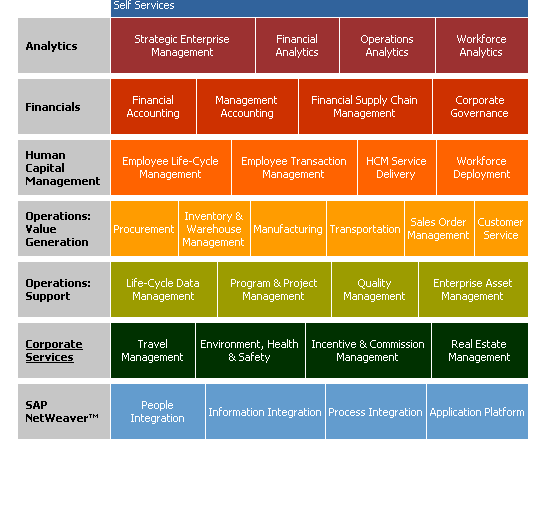 Self Services
Analytics
Strategic Enterprise
Management
Financial
Analytics
Operations
Analytics
Workforce
Analytics
Financials
Financial
Accounting
Management
Accounting
Financial Supply Chain
Management
Corporate
Governance
Human
Capital
Management
Employee Life-Cycle
Management
Employee Transaction
Management
HCM Service
Delivery
Workforce
Deployment
Operations:
Value
Generation
Procurement
Inventory &
Warehouse
Management
Manufacturing
Transportation
Sales Order
Management
Customer
Service
Operations:
Support
Life-Cycle Data
Management
Program & Project
Management
Quality
Management
Enterprise Asset
Management
Corporate
Services
Travel
Management
Environment, Health
& Safety
Incentive & Commission
Management
Real Estate
Management
SAP
NetWeaver™
People
Integration
Information Integration
Process Integration
Application Platform